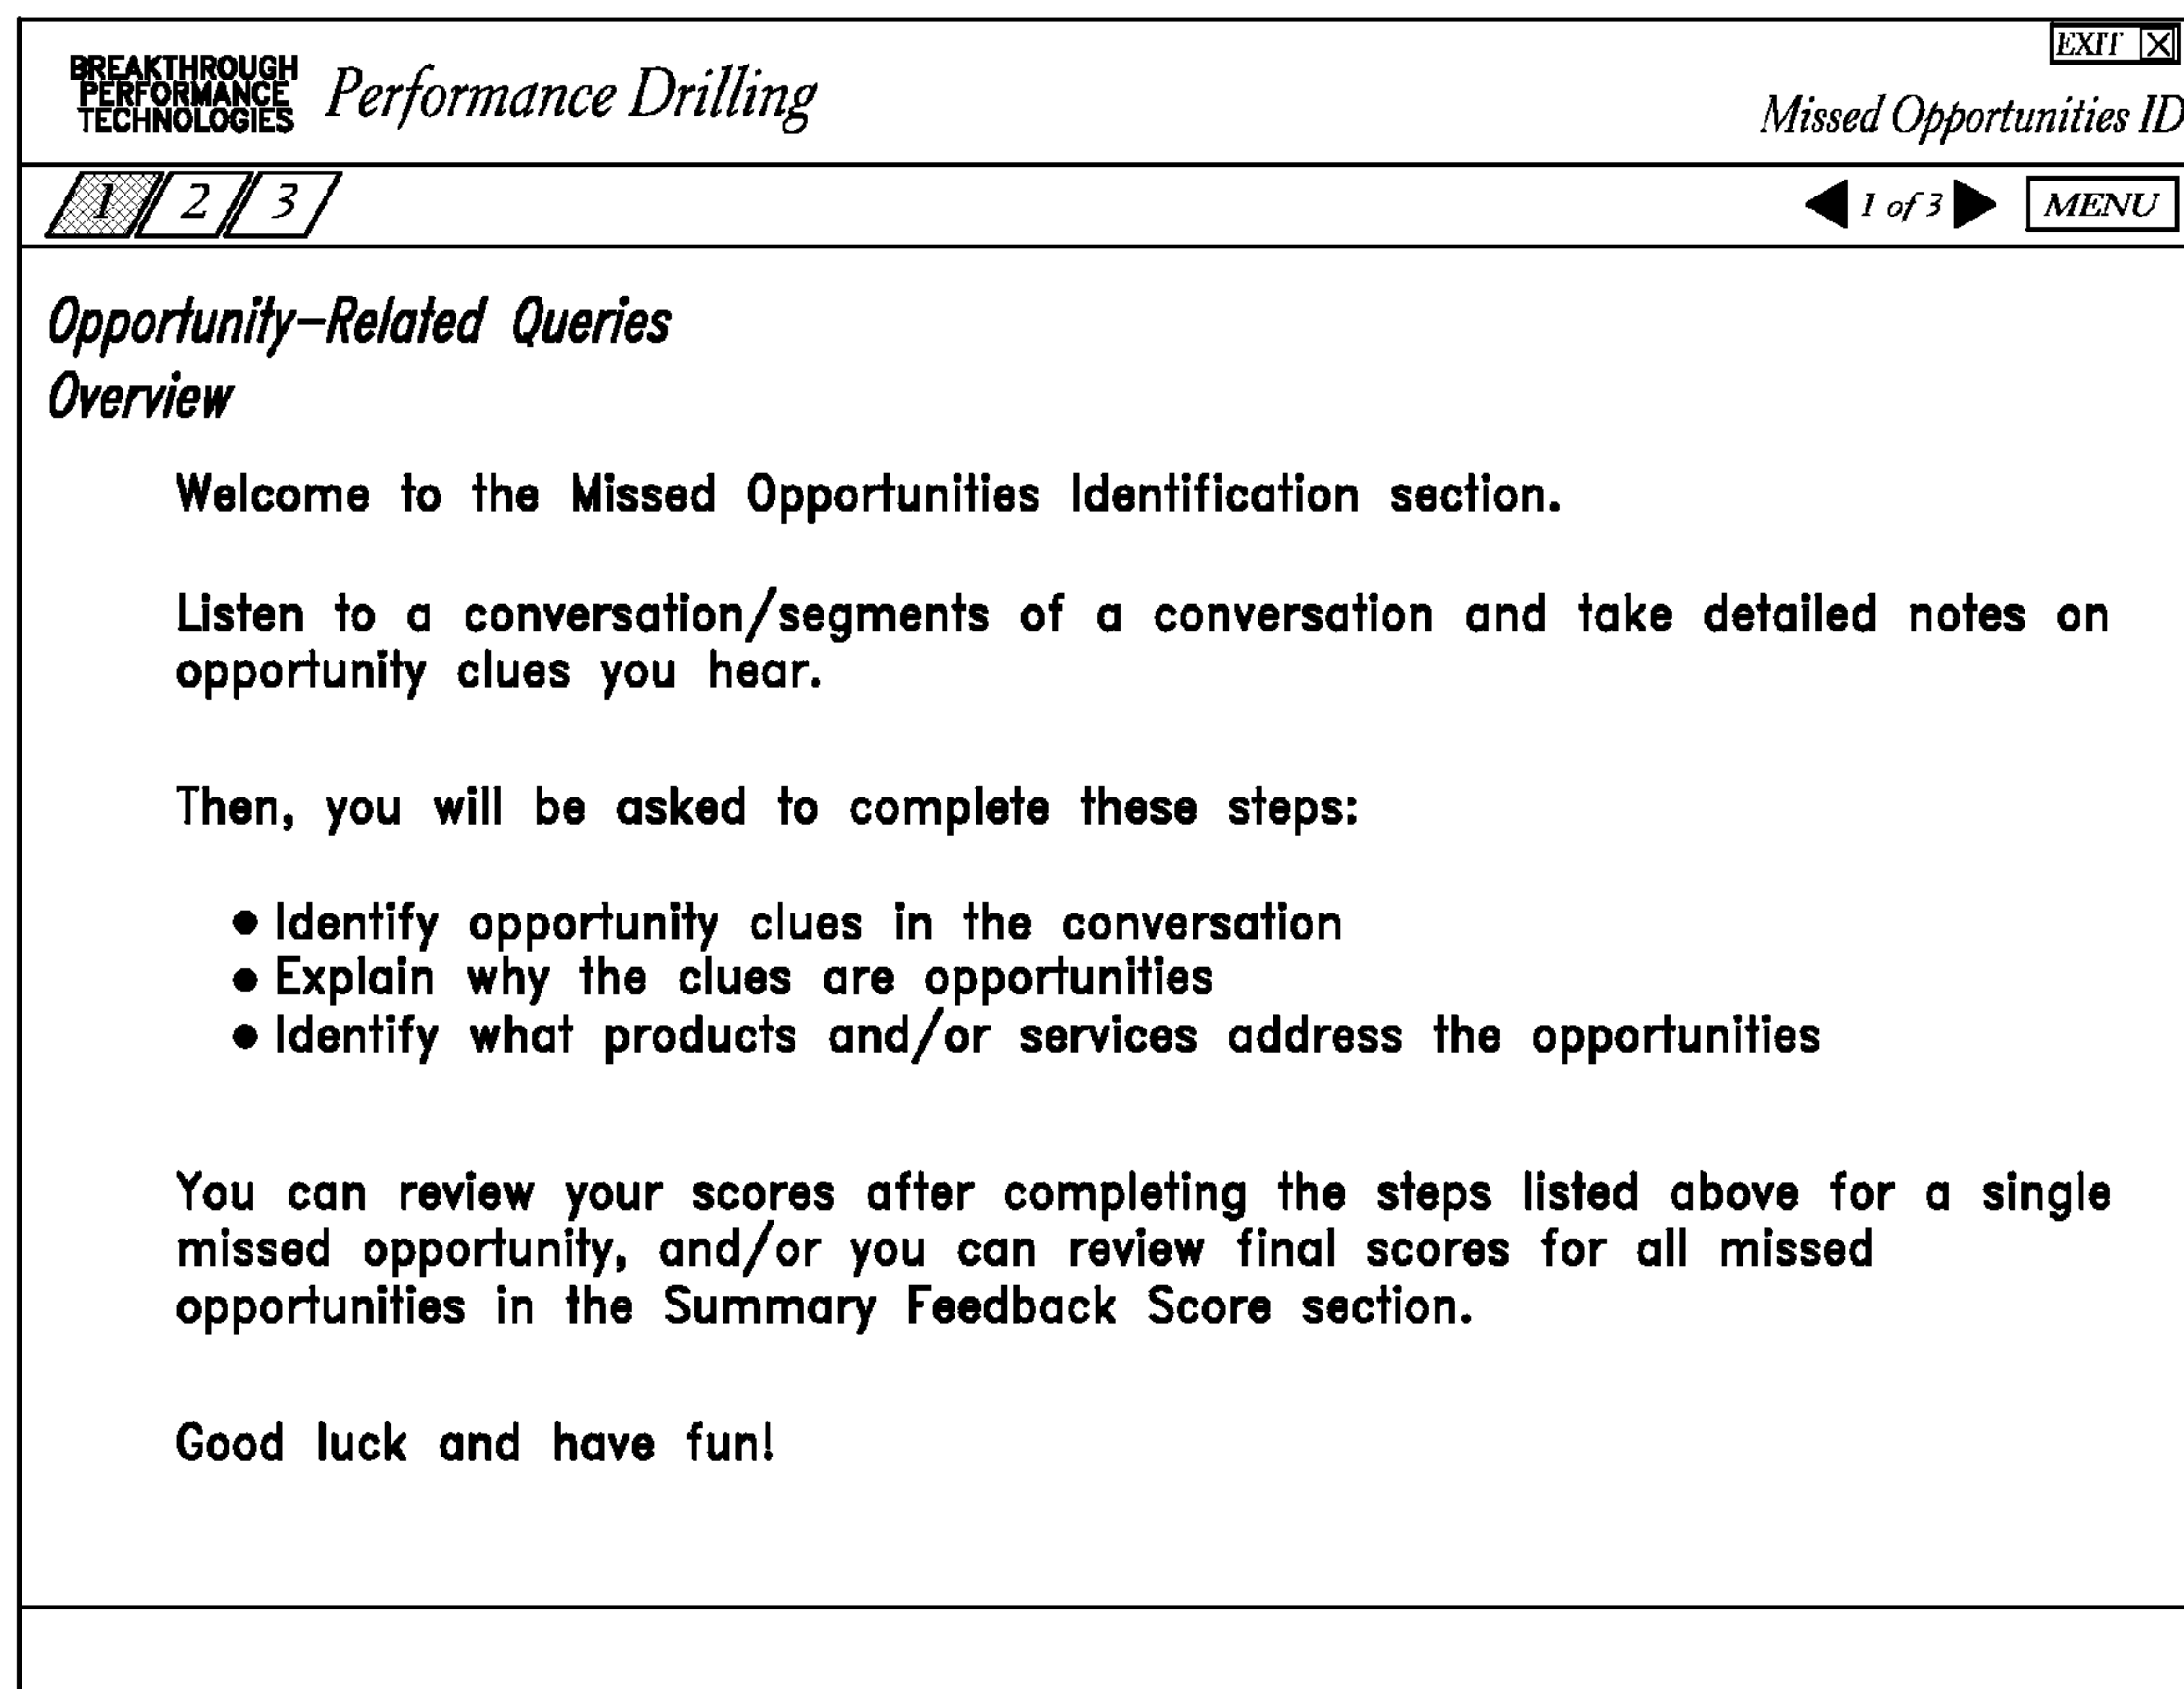 EXIT
BREAKTHROUGH
PERFORMANCE
TECHNOLOGIES
Performance Drilling
Missed Opportunities ID
1 2 3
1 of 3
MENU
Opportunity-Related Queries
Overview
Welcome to the Missed Opportunities Identification section.
Listen to a conversation/segments of a conversation and take detailed notes on
opportunity clues you hear.
Then, you will be asked to complete these steps:
• Identify opportunity clues in the conversation
• Explain why the clues are opportunities
• Identify what products and/or services address the opportunities
You can review your scores after completing the steps listed above for a single
missed opportunity, and/or you can review final scores for all missed
opportunities in the Summary Feedback Score section.
Good luck and have fun!